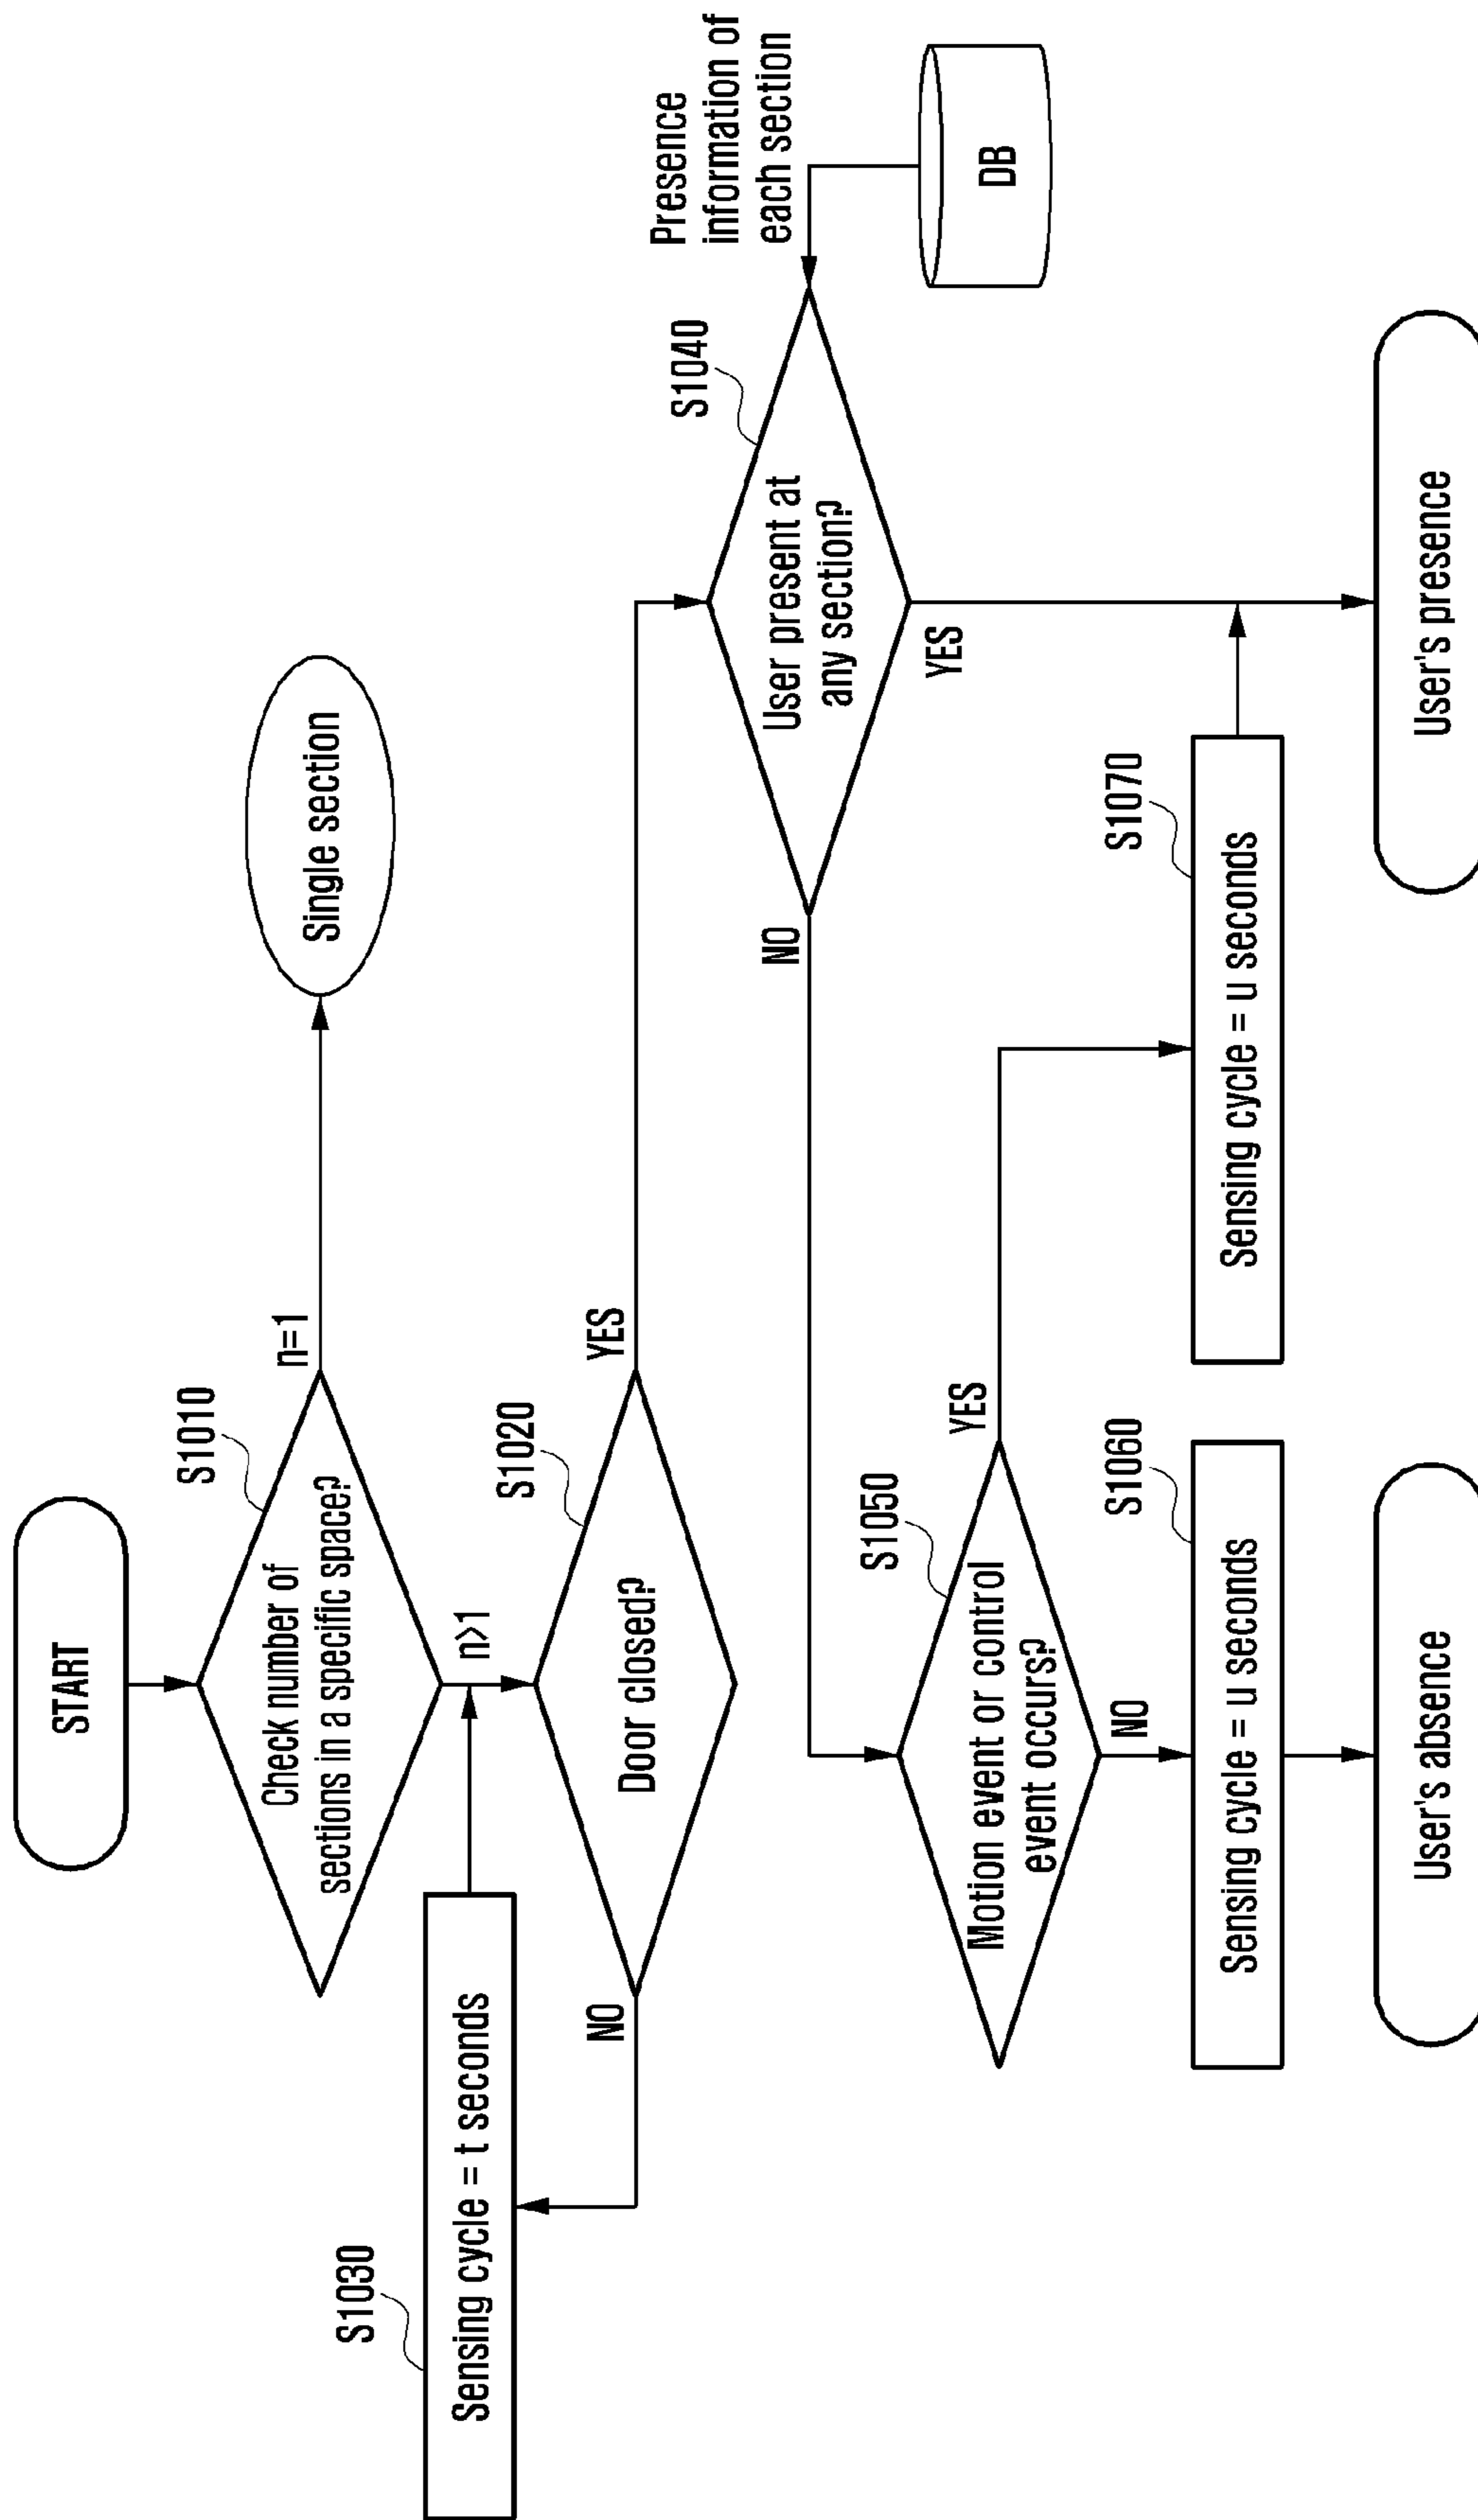 START
S1010
Check number of
sections in a specific space?
n=1
Single section
n>1
S1030
Sensing cycle = t seconds
S1020
Door closed?
NO
YES
Presence
information of
each section
S1040
User present at
any section?
DB
NO
YES
S1050
Motion event or control
event occurs?
YES
NO
S1060
Sensing cycle = u seconds
S1070
Sensing cycle = u seconds
User's absence
User's presence